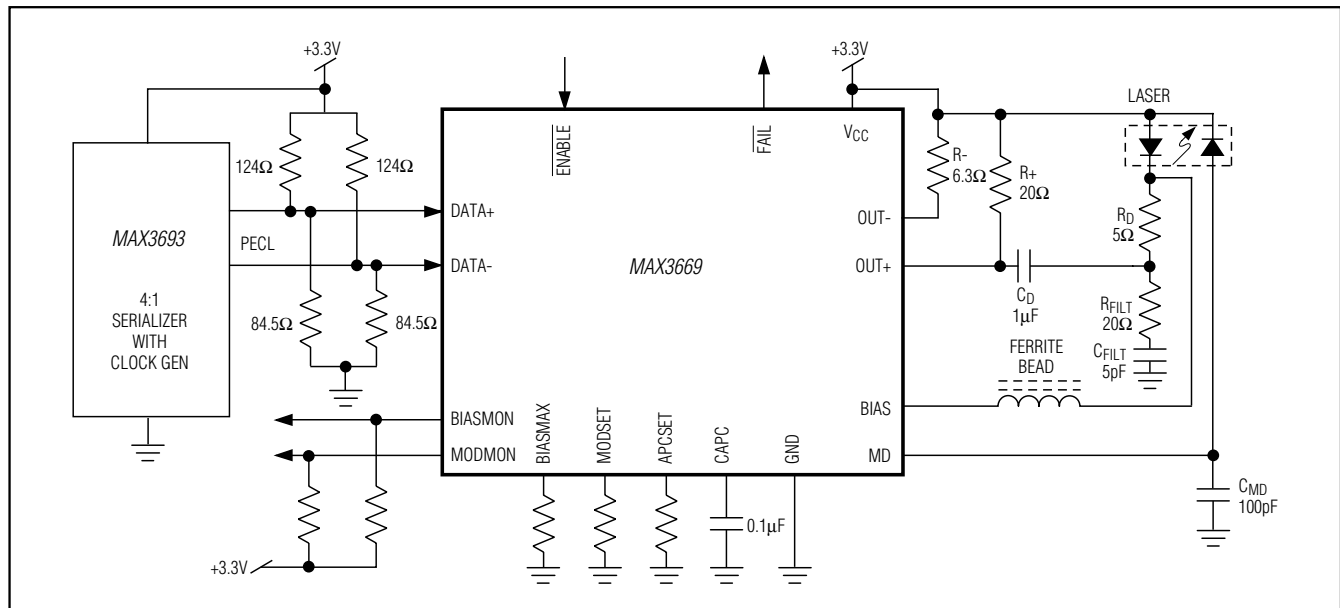 +3.3V
+3.3V
LASER
ENABLE
FAIL
VCC
124Ω
124Ω
R-
6.3Ω
R+
20Ω
DATA+
OUT-
RD
5Ω
MAX3693
PECL
MAX3669
DATA-
OUT+
4:1
SERIALIZER
WITH
CLOCK GEN
84.5Ω
84.5Ω
CD
1μF
RFILT
20Ω
FERRITE
BEAD
CFILT
5pF
BIAS
BIASMON
MODMON
BIASMAX
MODSET
APCSET
CAPC
GND
MD
0.1μF
CMD
100pF
+3.3V